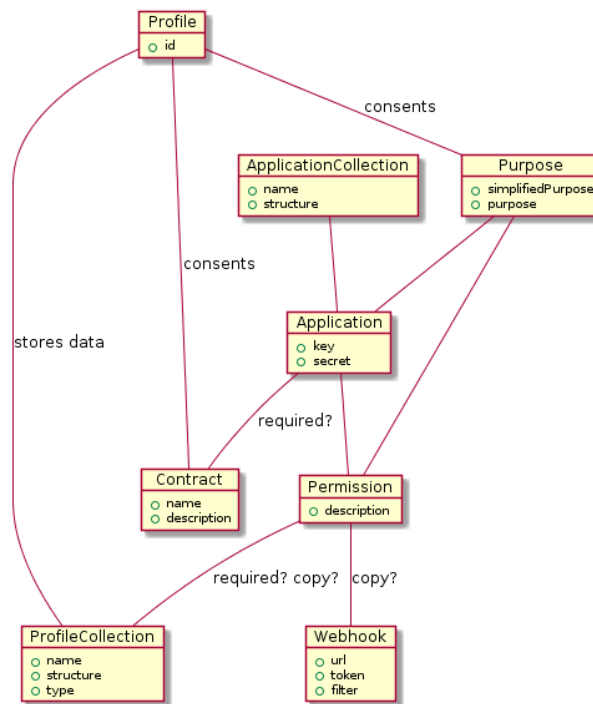 Profile
id
consents
ApplicationCollection
name
structure
Purpose
simplifiedPurpose
purpose
consents
Application
key
secret
stores data
required?
Contract
name
description
Permission
description
required? copy?
copy?
ProfileCollection
name
structure
type
Webhook
url
token
filter